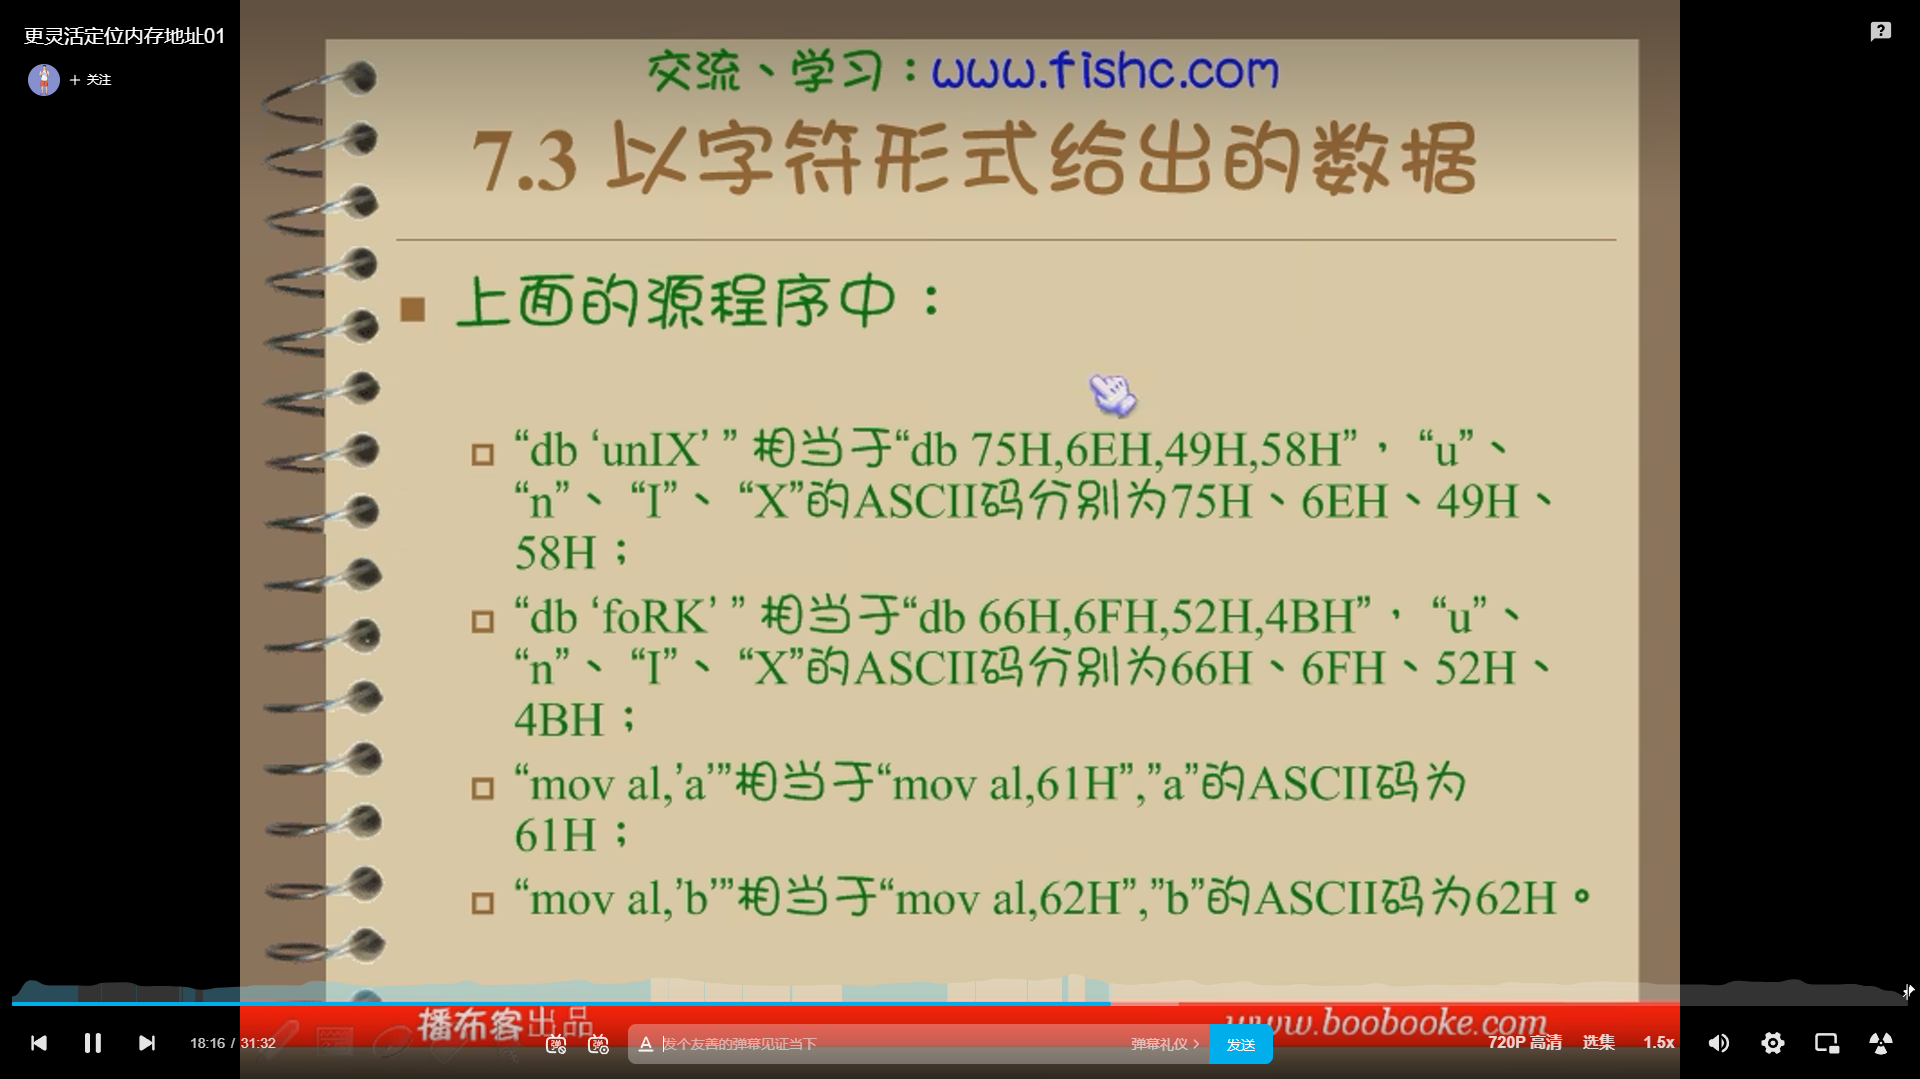 更灵活定位内存地址01
+ 关注
交流、学习：www.fishc.com
7.3 以字符形式给出的数据
上面的源程序中：
“db ‘unIX’ ” 相当于“db 75H,6EH,49H,58H”， “u”、
“n”、 “I”、 “X”的ASCII码分别为75H、6EH、49H、
58H；
“db ‘foRK’ ” 相当于“db 66H,6FH,52H,4BH”， “u”、
“n”、 “I”、 “X”的ASCII码分别为66H、6FH、52H、
4BH；
“mov al,’a’”相当于“mov al,61H”,”a”的ASCII码为
61H；
“mov al,’b’”相当于“mov al,62H”,”b”的ASCII码为62H。
播布客出品
www.boobooke.com
18:16 / 31:32
发个友善的弹幕见证当下
弹幕礼仪 >
发送
720P 高清
选集
1.5x